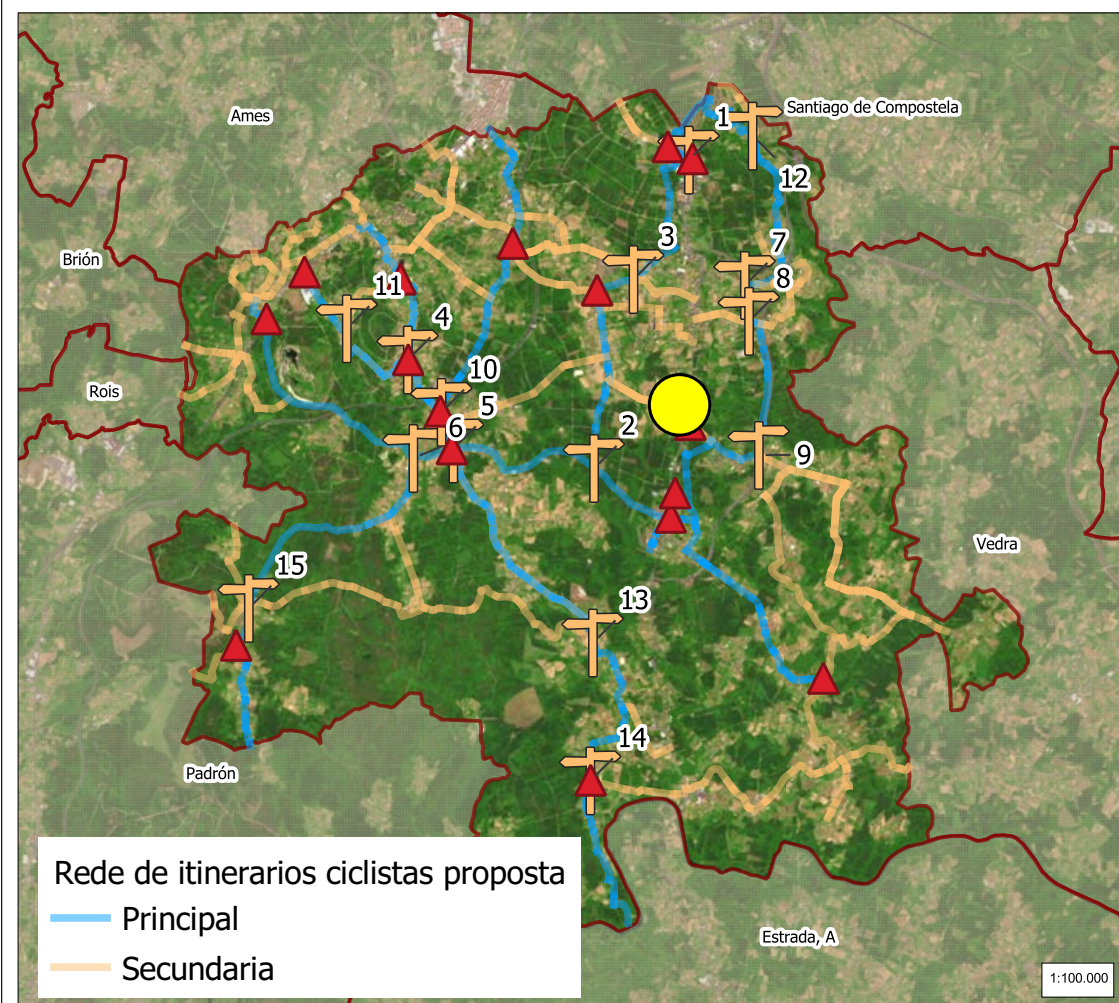 Ames
Santiago de Compostela
1
12
3
7
8
Brión
11
4
10
Rois
5
6
2
9
Vedra
15
13
14
Padrón
Rede de itinerarios ciclistas proposta
Principal
Secundaria
Estrada, A
1:100.000